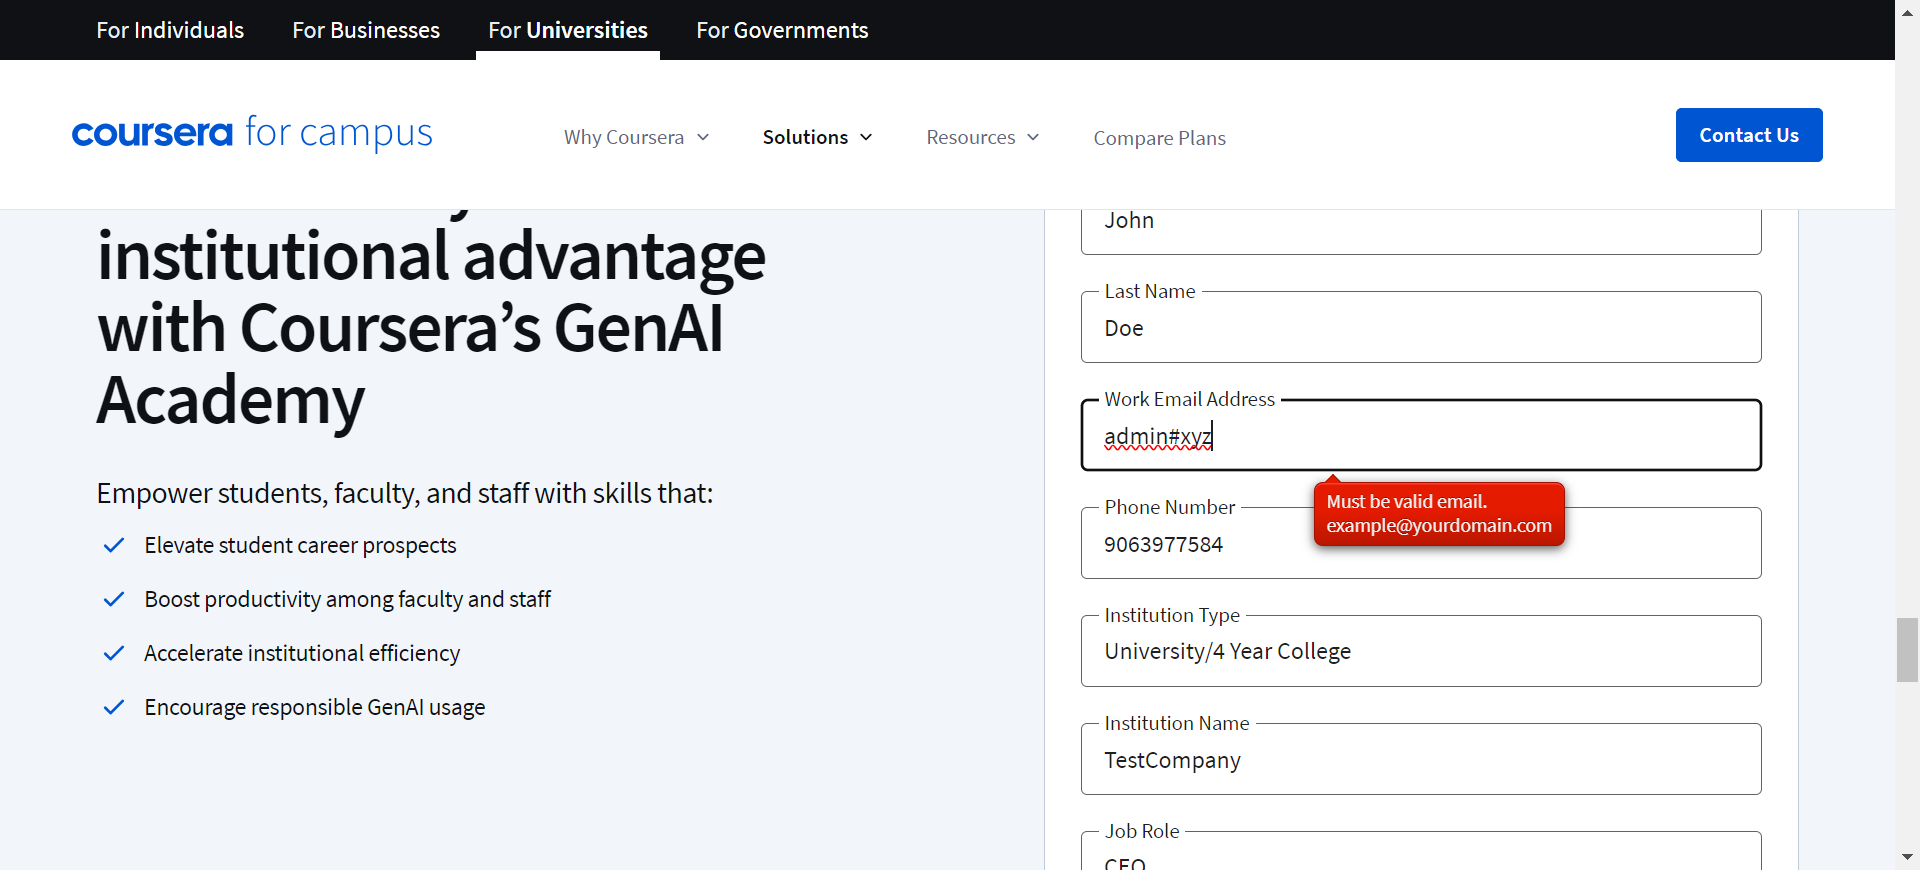 For Individuals
For Businesses
For Universities
For Governments
coursera for campus
Why Coursera
Solutions
Resources
Compare Plans
Contact Us
institutional advantage
with Coursera’s GenAI
Academy
Empower students, faculty, and staff with skills that:
Elevate student career prospects
Boost productivity among faculty and staff
Accelerate institutional efficiency
Encourage responsible GenAI usage
John
Last Name
Doe
Work Email Address
admin#xyz
Must be valid email.
example@yourdomain.com
Phone Number
9063977584
Institution Type
University/4 Year College
Institution Name
TestCompany
Job Role
CEO